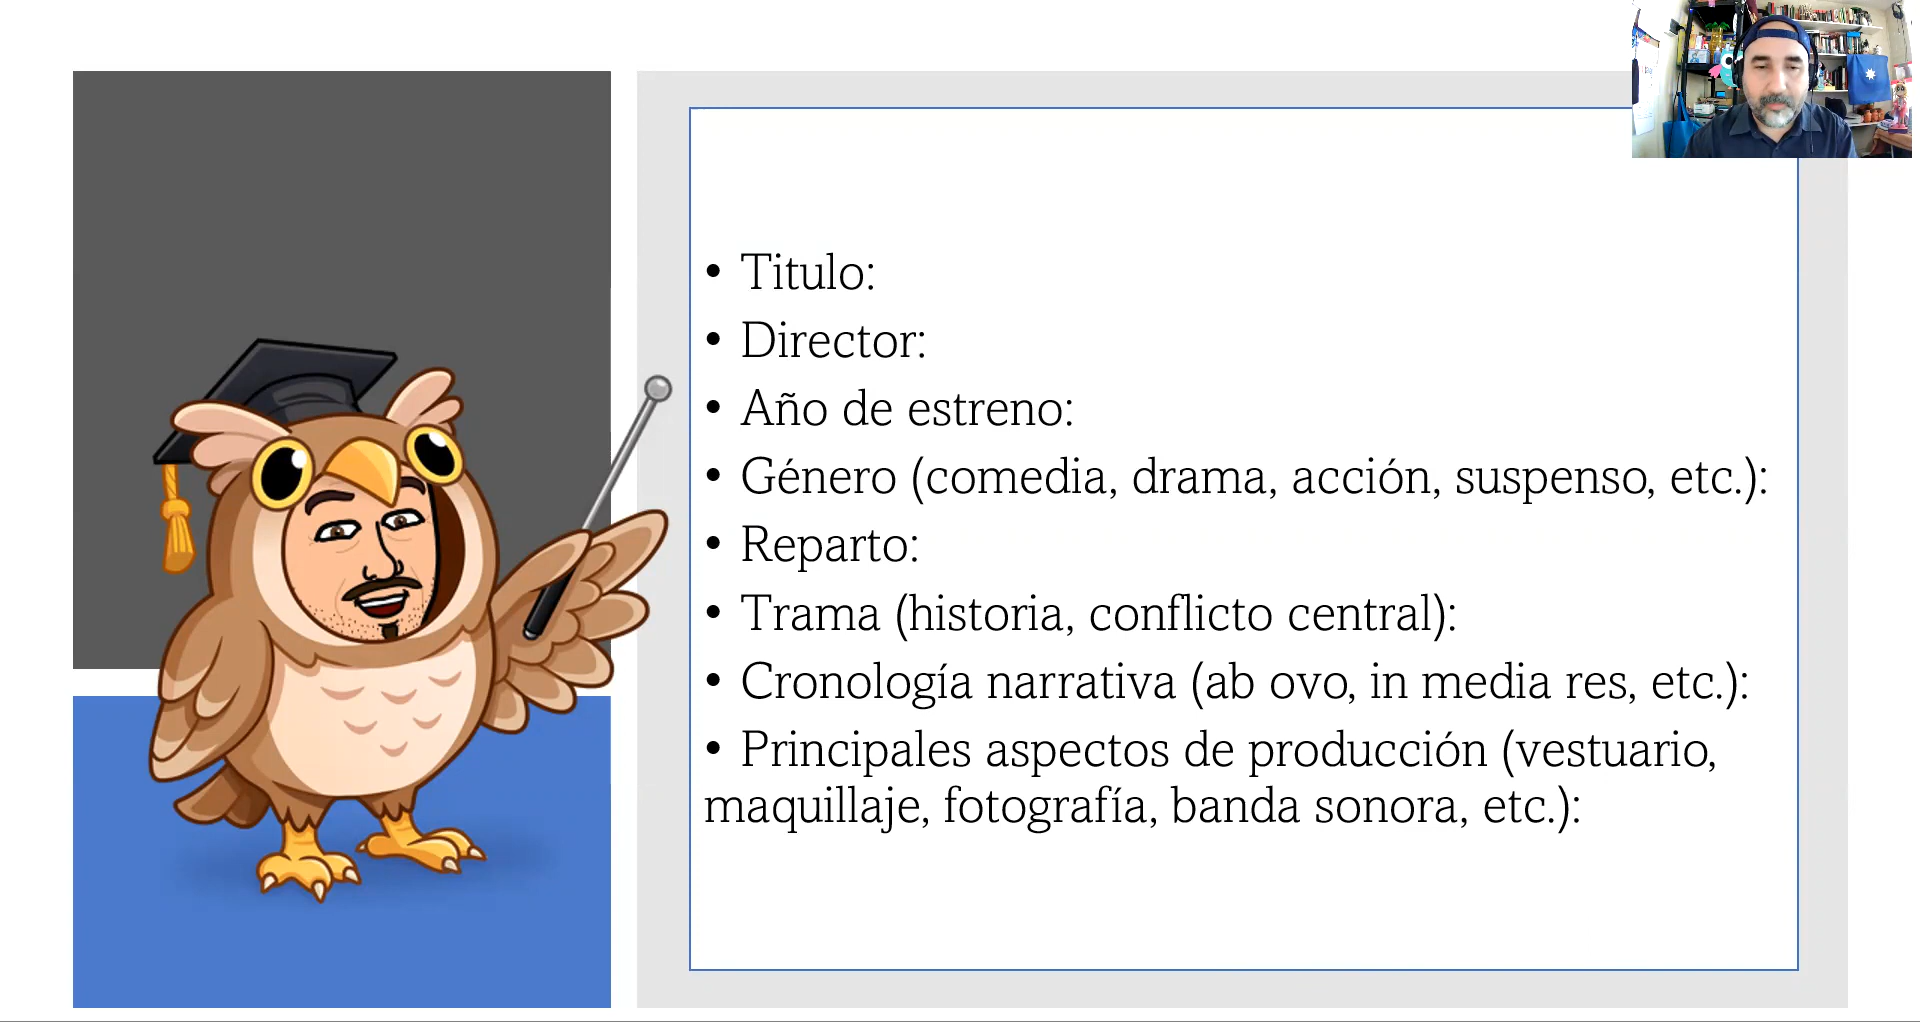 • Titulo:
• Director:
• Año de estreno:
• Género (comedia, drama, acción, suspenso, etc.):
• Reparto:
• Trama (historia, conflicto central):
• Cronología narrativa (ab ovo, in media res, etc.):
• Principales aspectos de producción (vestuario,
maquillaje, fotografía, banda sonora, etc.):